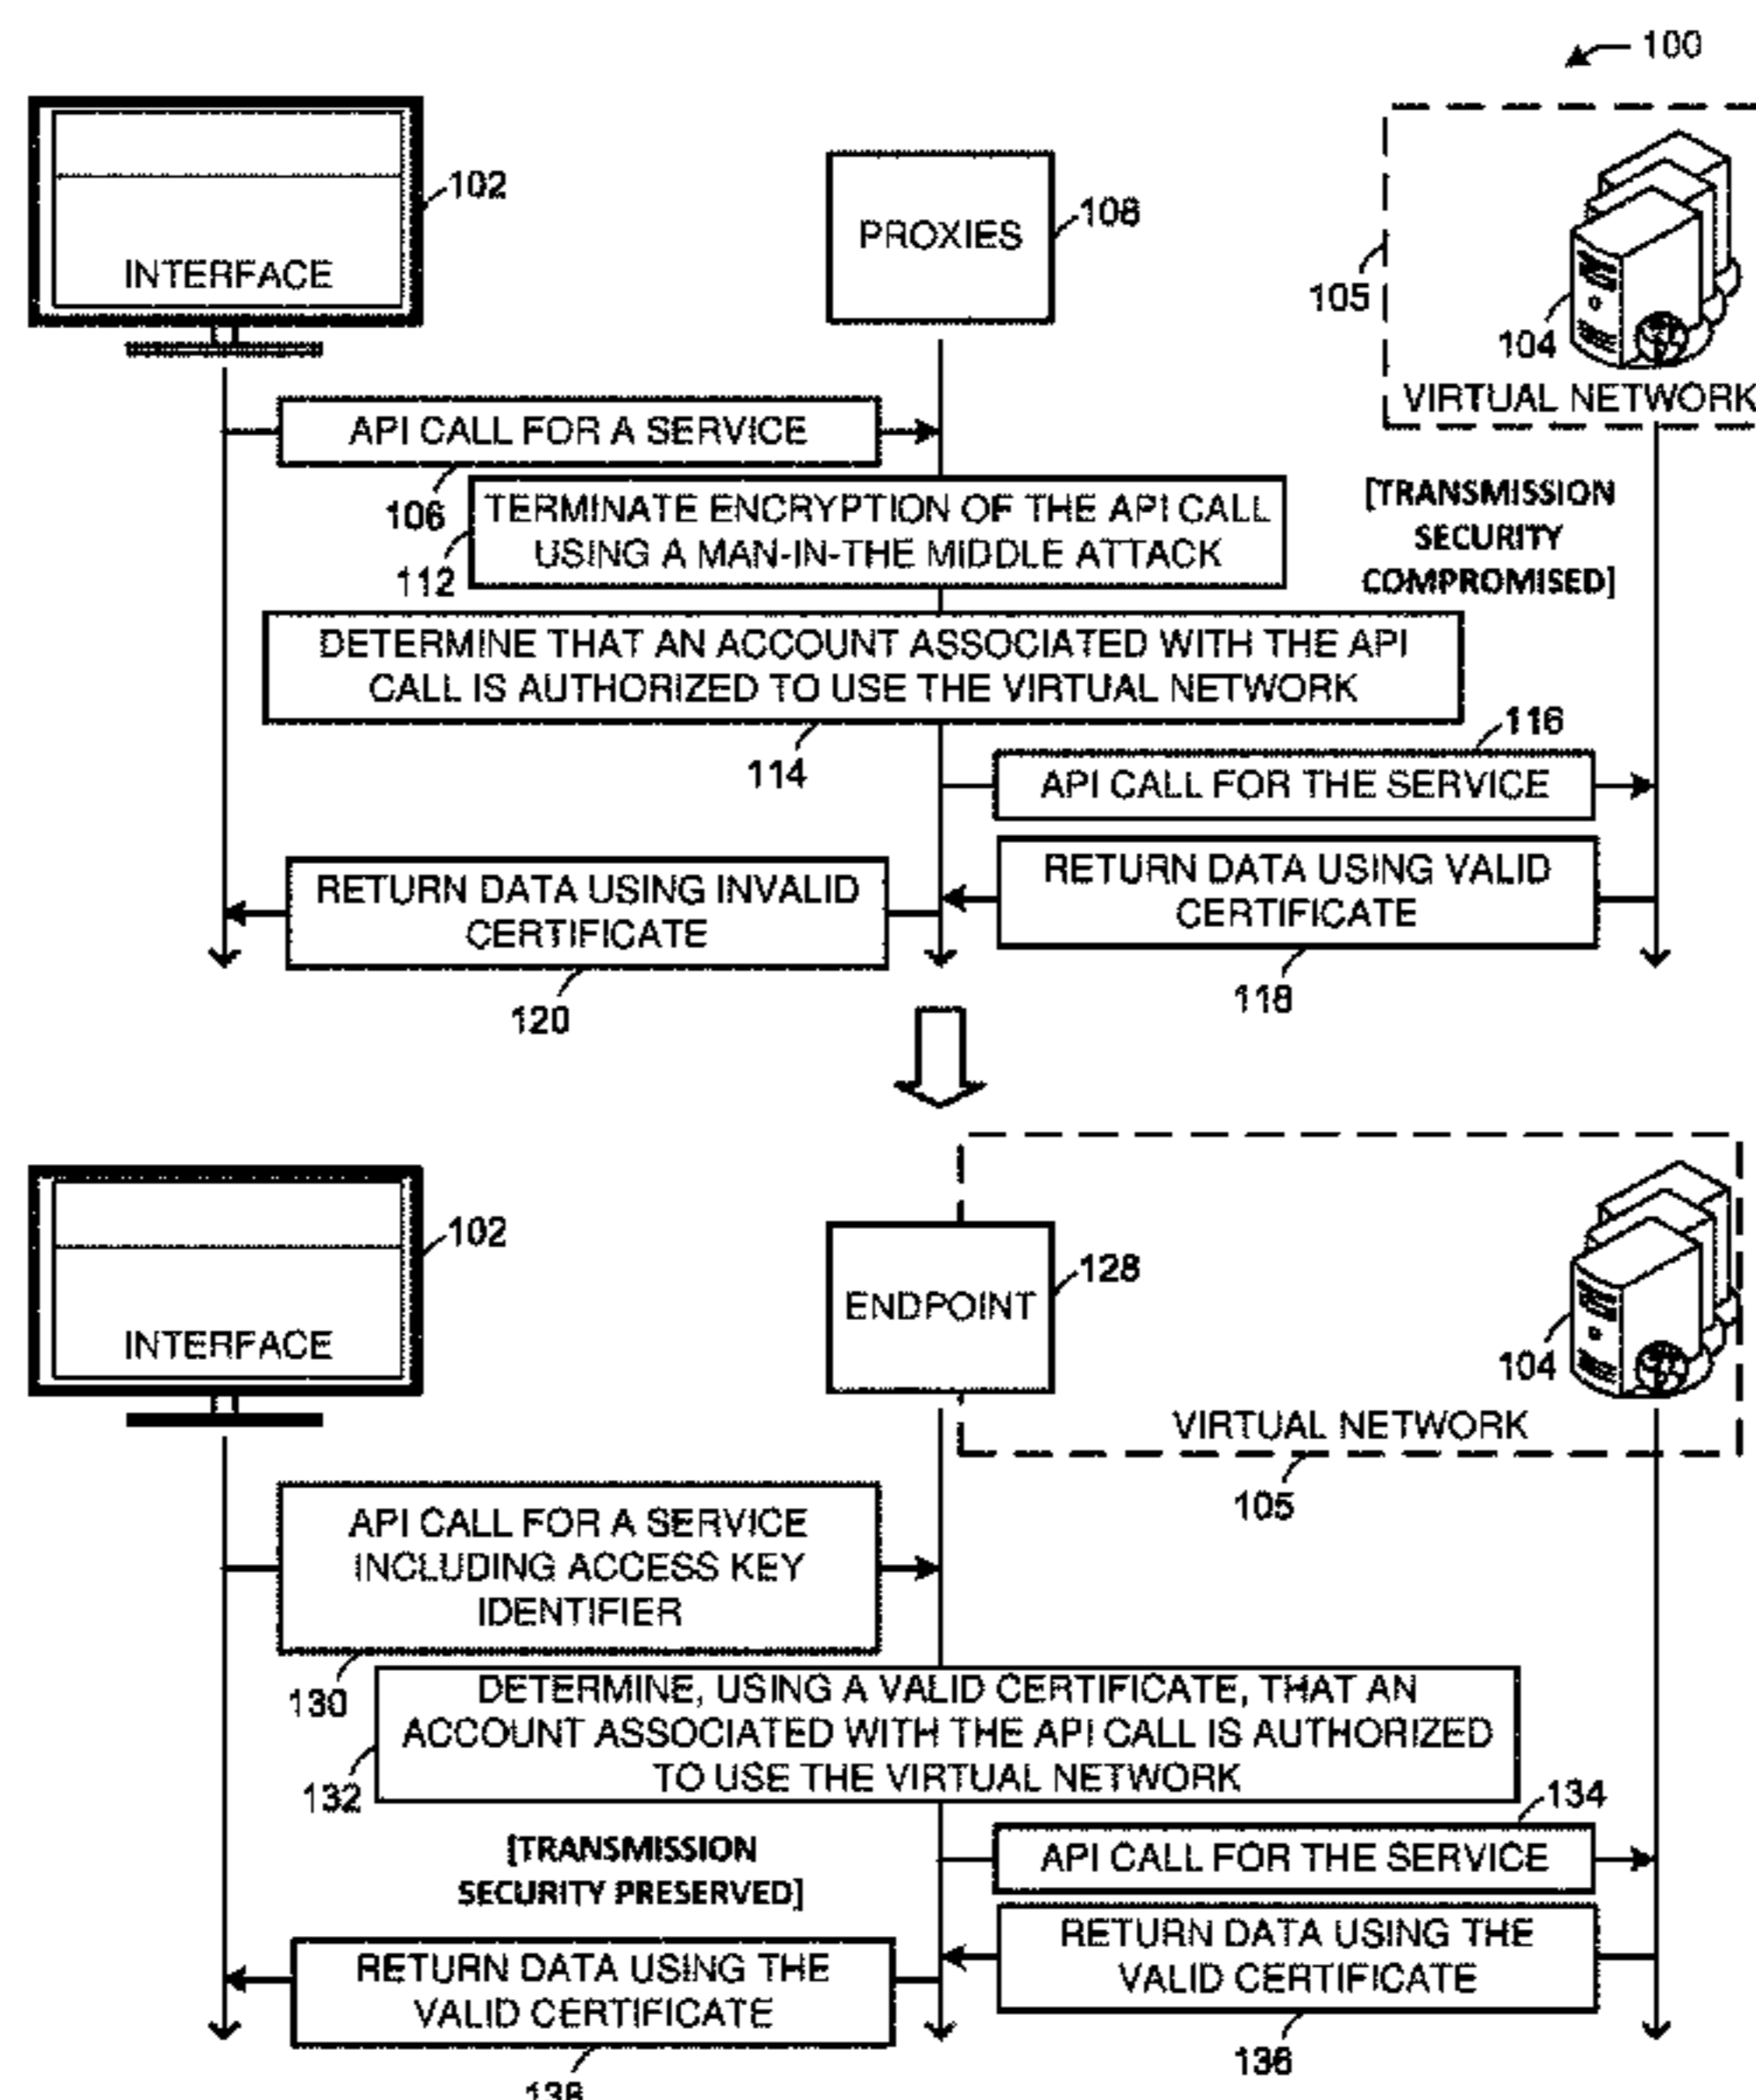 100
102
INTERFACE
PROXIES
108
105
104
VIRTUAL NETWORK
API CALL FOR A SERVICE
106
TERMINATE ENCRYPTION OF THE API CALL
USING A MAN-IN-THE MIDDLE ATTACK
112
[TRANSMISSION
SECURITY
COMPROMISED]
DETERMINE THAT AN ACCOUNT ASSOCIATED WITH THE API
CALL IS AUTHORIZED TO USE THE VIRTUAL NETWORK
114
116
API CALL FOR THE SERVICE
RETURN DATA USING VALID
CERTIFICATE
118
RETURN DATA USING INVALID
CERTIFICATE
120
102
INTERFACE
ENDPOINT
128
104
VIRTUAL NETWORK
105
API CALL FOR A SERVICE
INCLUDING ACCESS KEY
IDENTIFIER
130
DETERMINE, USING A VALID CERTIFICATE, THAT AN
ACCOUNT ASSOCIATED WITH THE API CALL IS AUTHORIZED
TO USE THE VIRTUAL NETWORK
132
134
API CALL FOR THE SERVICE
[TRANSMISSION
SECURITY PRESERVED]
RETURN DATA USING THE
VALID CERTIFICATE
136
RETURN DATA USING THE
VALID CERTIFICATE